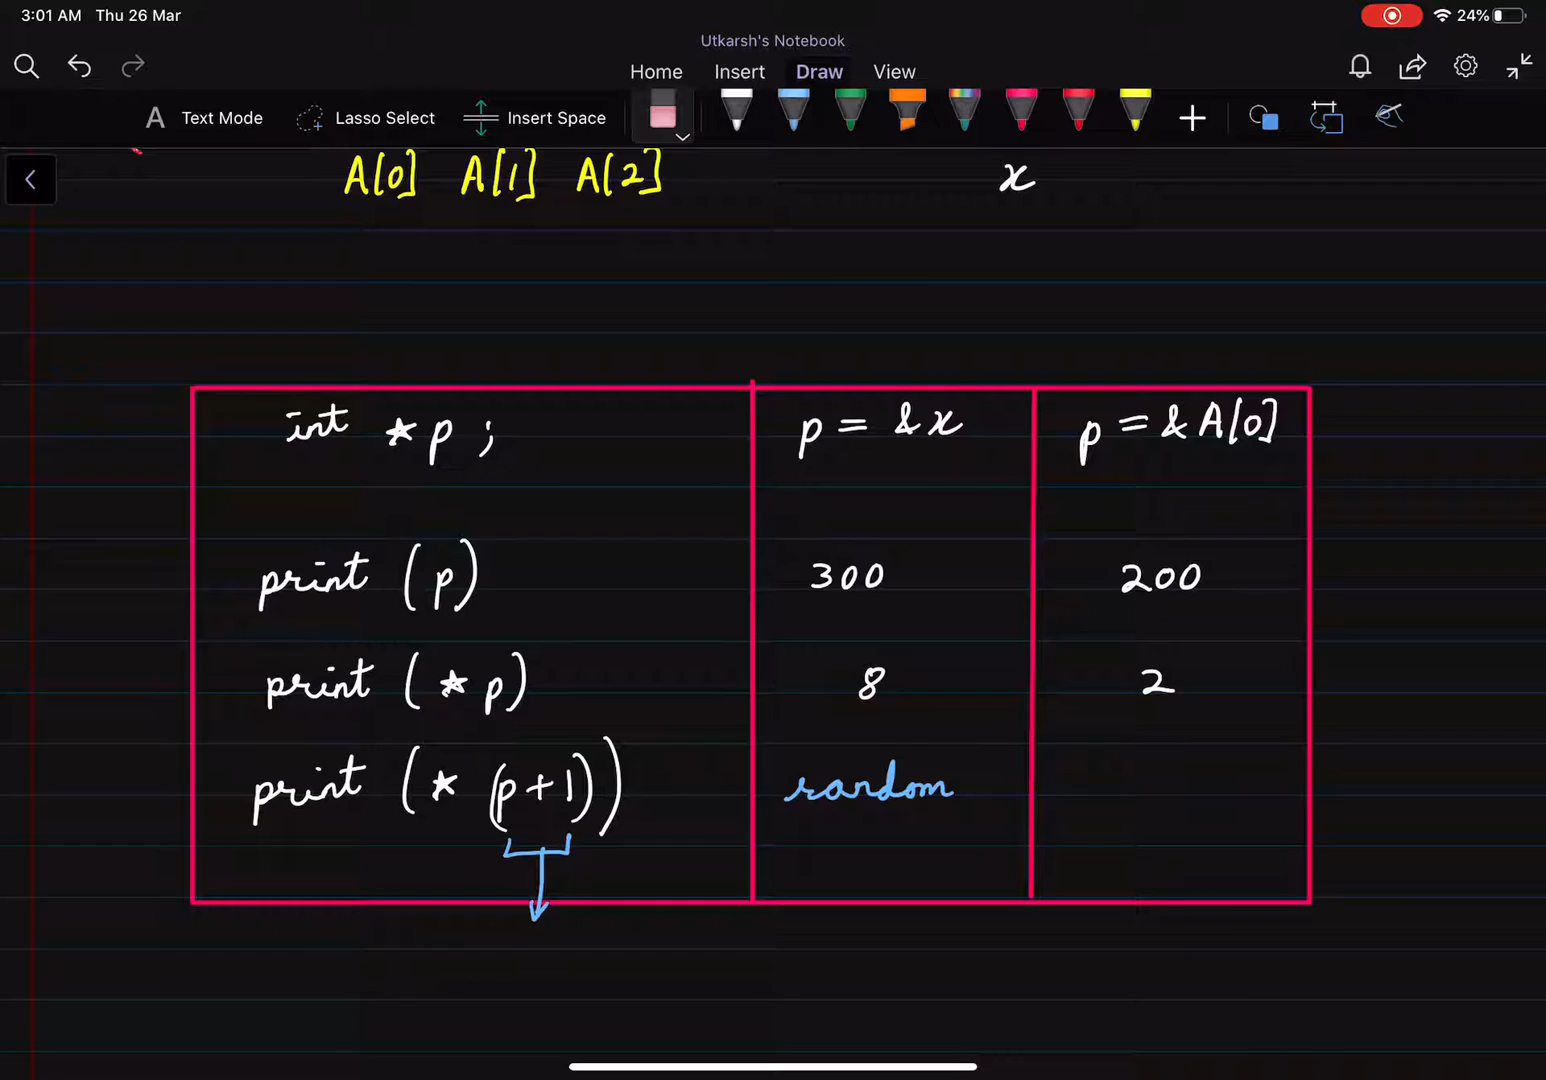 3:01 AM Thu 26 Mar
24%
Utkarsh's Notebook
Home Insert Draw View
A Text Mode Lasso Select Insert Space
A[0] A[1] A[2] x
int *p; p = &x p = &A[0]
print (p) 300 200
print (*p) 8 2
print (* (p+1)) random